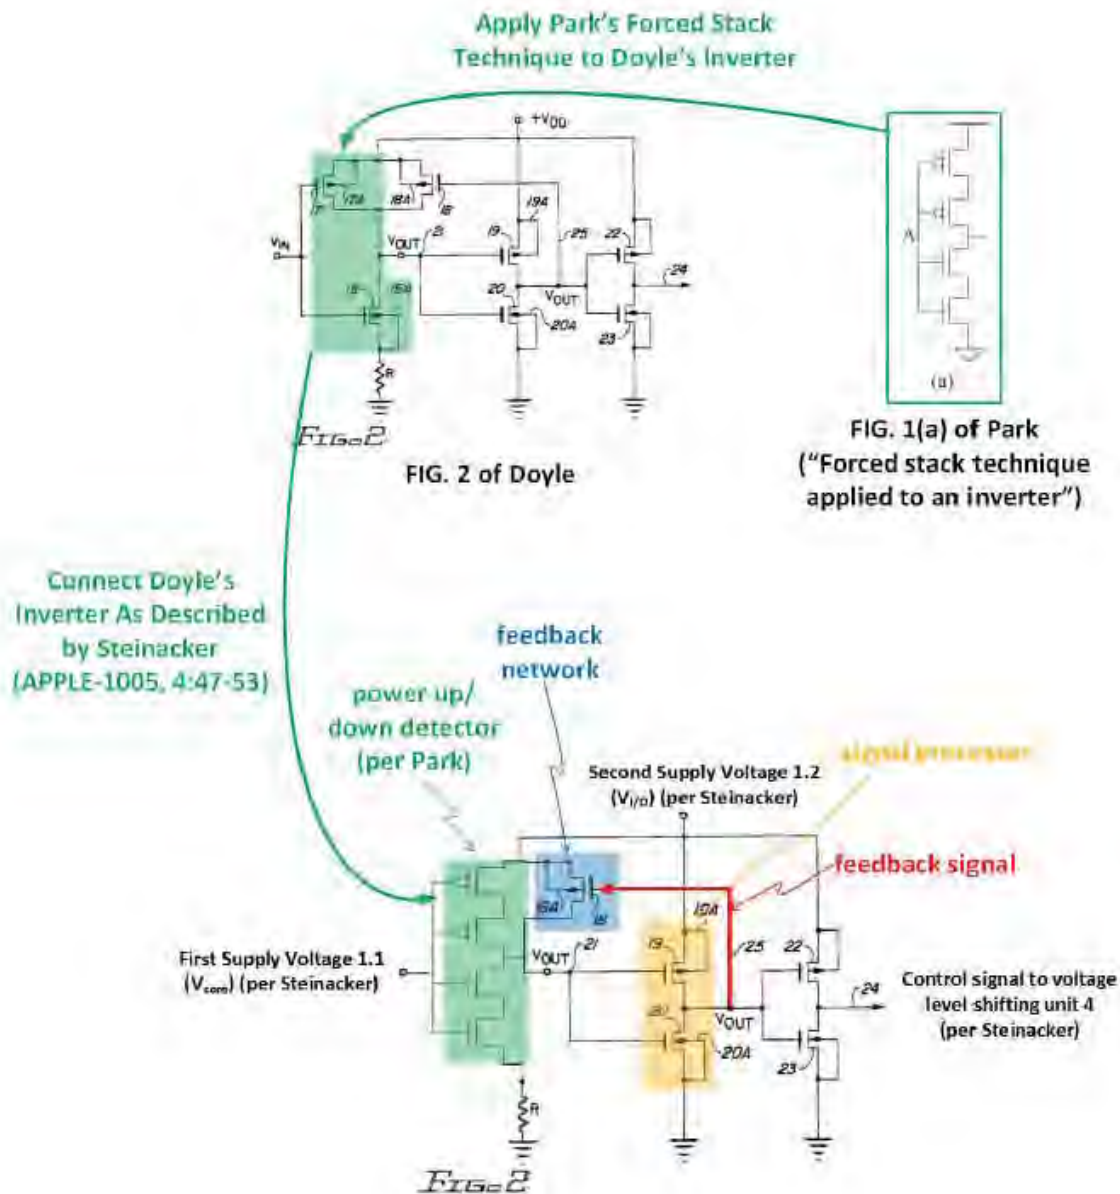 Apply Park's Forced Stack
Technique to Doyle's Inverter
+VDD
17
17A
18A
18
VIN
VOUT
21
19
19A
25
22
24
15
15A
20
VOUT
20A
23
R
A
(a)
FIG. 2
FIG. 2 of Doyle
FIG. 1(a) of Park
("Forced stack technique
applied to an inverter")
Connect Doyle's
Inverter As Described
by Steinacker
(APPLE-1005, 4:47-53)
feedback
network
power up/
down detector
(per Park)
signal processor
Second Supply Voltage 1.2
(VI/O) (per Steinacker)
feedback signal
18A
18
19A
19
VOUT
21
25
22
First Supply Voltage 1.1
(Vcore) (per Steinacker)
24
Control signal to voltage
level shifting unit 4
(per Steinacker)
20
VOUT
20A
23
R
FIG. 2